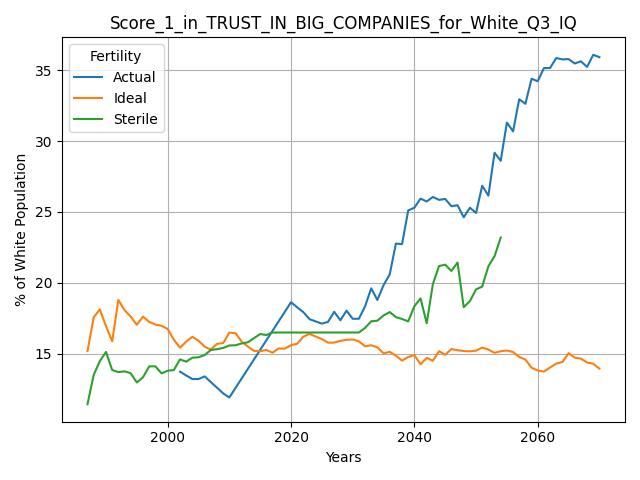 Score_1_in_TRUST_IN_BIG_COMPANIES_for_White_Q3_IQ
Fertility
Actual
Ideal
Sterile
% of White Population
35
30
25
20
15
2000
2020
2040
2060
Years